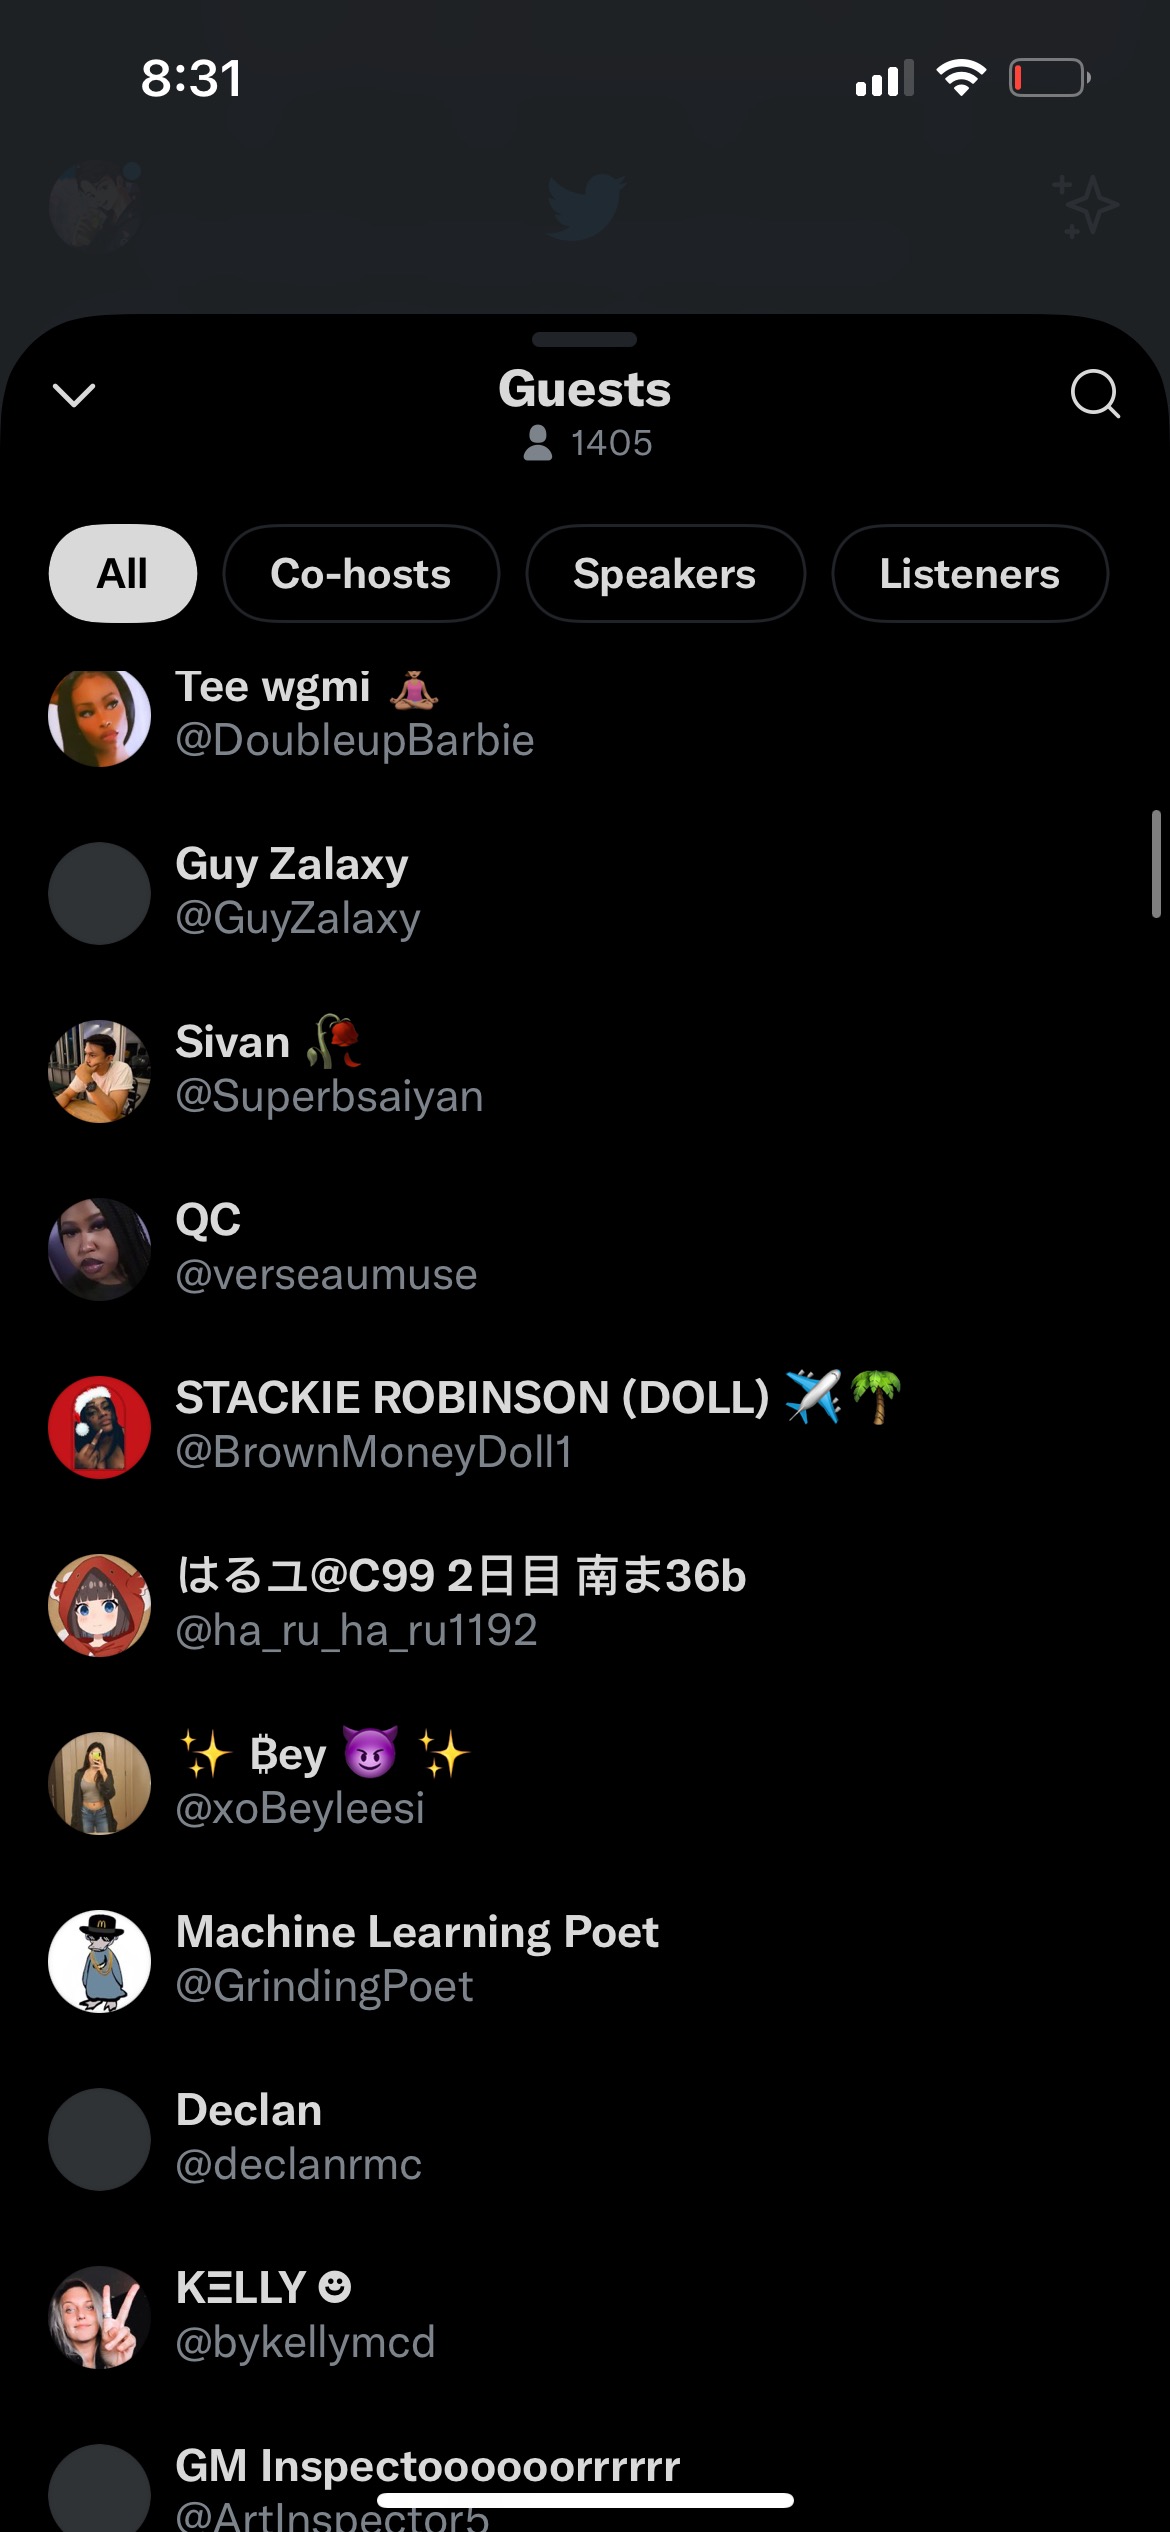 8:31
Guests
1405
All
Co-hosts
Speakers
Listeners
Tee wgmi 🧘🏽‍♀️
@DoubleupBarbie
Guy Zalaxy
@GuyZalaxy
Sivan 🥀
@Superbsaiyan
QC
@verseaumuse
STACKIE ROBINSON (DOLL) ✈️🌴
@BrownMoneyDoll1
はるユ@C99 2日目 南ま36b
@ha_ru_ha_ru1192
✨ ₿ey 😈 ✨
@xoBeyleesi
Machine Learning Poet
@GrindingPoet
Declan
@declanrmc
KΞLLY ☻
@bykellymcd
GM Inspectoooooorrrrrr
@ArtInspector5